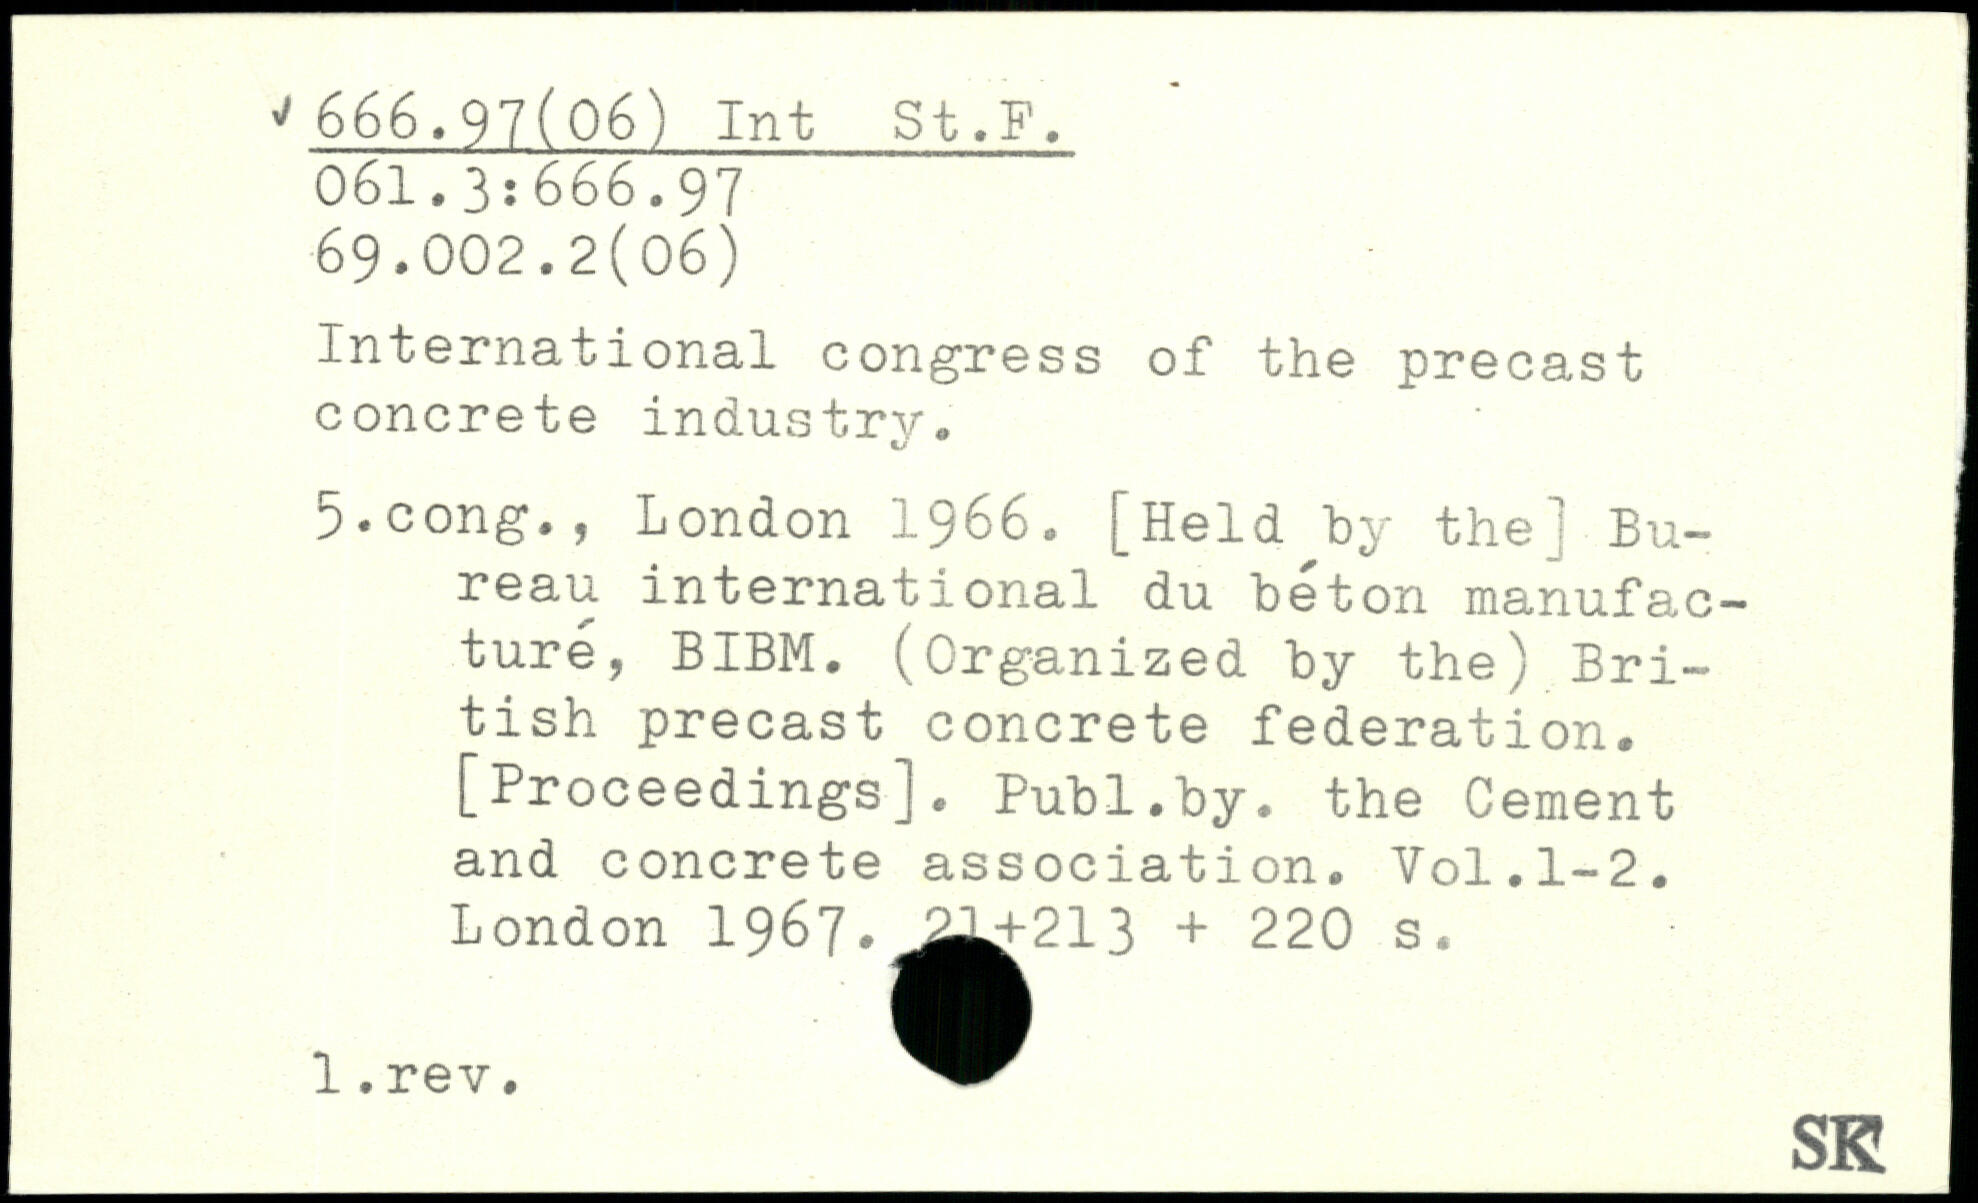 ✓ 666.97(06) Int St.F.
061.3:666.97
69.002.2(06)
International congress of the precast
concrete industry.
5.cong., London 1966. [Held by the] Bu-
reau international du béton manufac-
turé, BIBM. (Organized by the) Bri-
tish precast concrete federation.
[Proceedings]. Publ.by. the Cement
and concrete association. Vol.1-2.
London 1967. 21+213 + 220 s.
1.rev.
SK